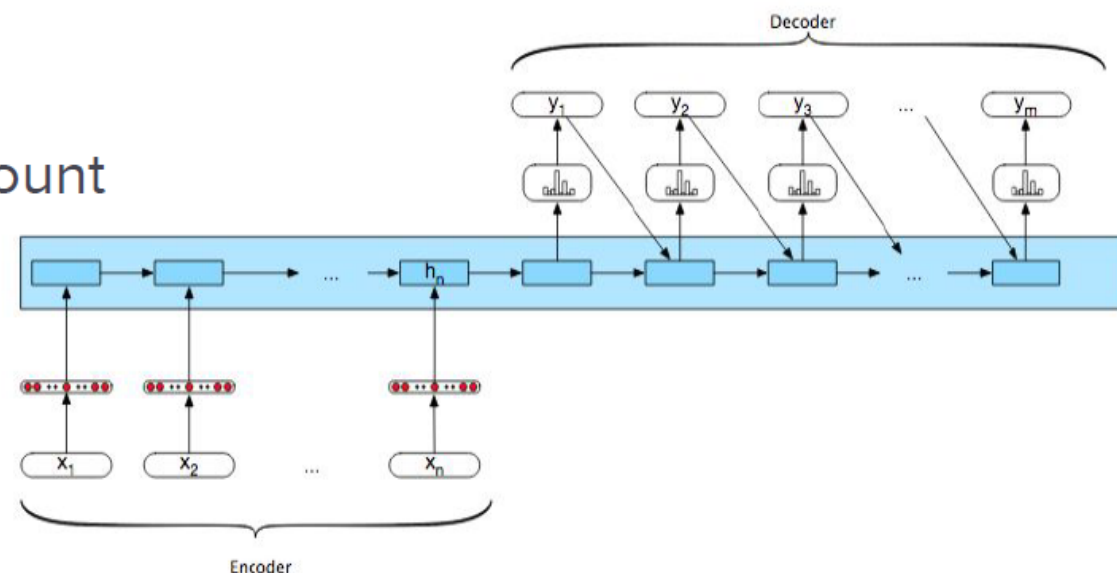 Decoder
y1 y2 y3 ... ym
ount
... hn ...
x1 x2 ... xn
Encoder